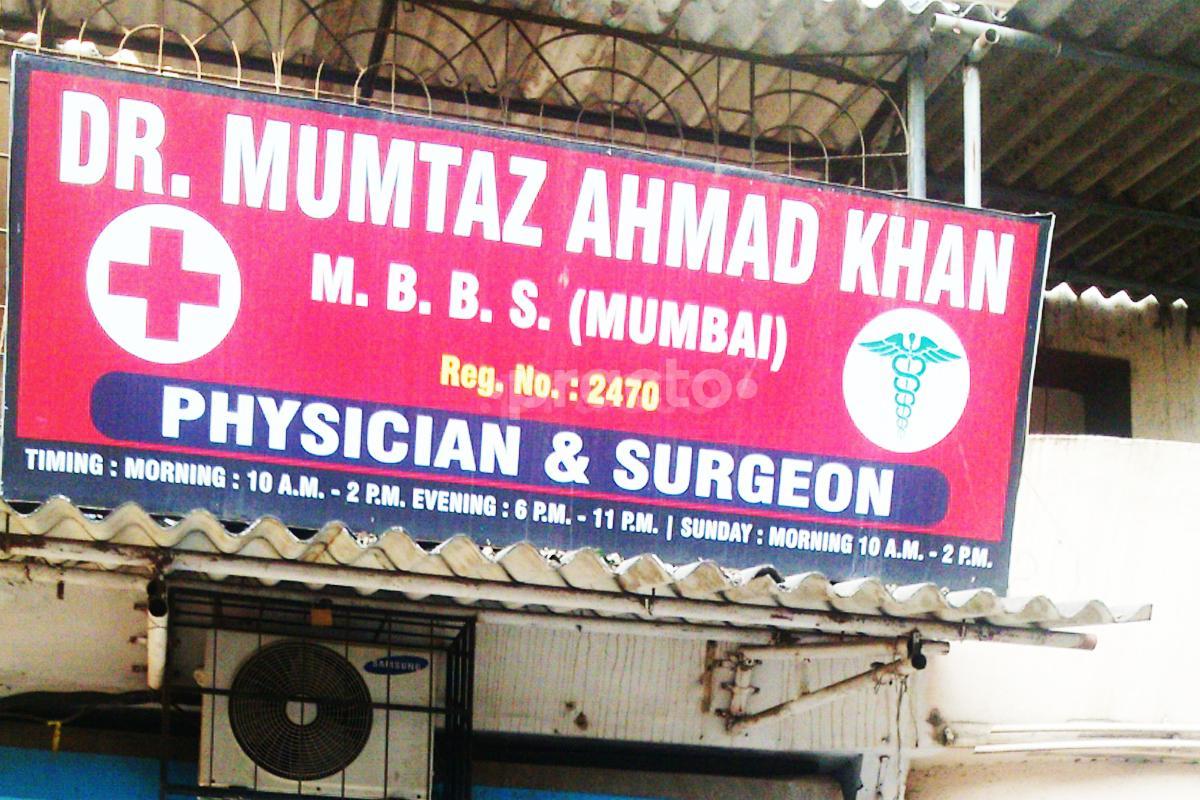 DR. MUMTAZ AHMAD KHAN
M. B. B. S. (MUMBAI)
Reg. No. : 2470
practo
PHYSICIAN & SURGEON
TIMING : MORNING : 10 A.M. - 2 P.M. EVENING : 6 P.M. - 11 P.M. | SUNDAY : MORNING 10 A.M. - 2 P.M.
SAMSUNG